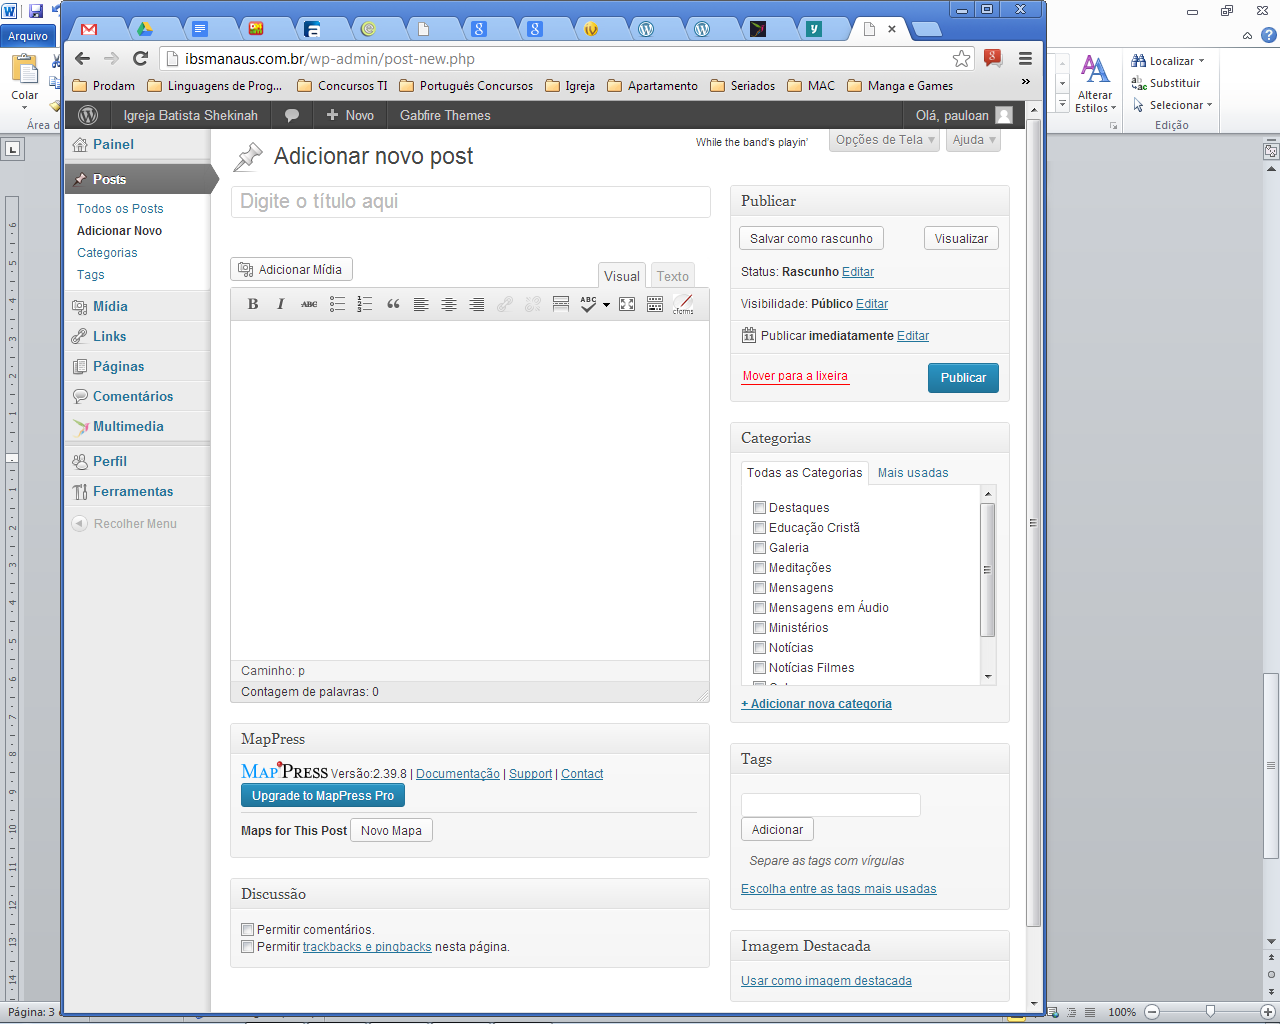 Arquivo
Colar
Área d
ibsmanaus.com.br/wp-admin/post-new.php
Prodam
Linguagens de Prog...
Concursos TI
Português Concursos
Igreja
Apartamento
Seriados
MAC
Manga e Games
»
Localizar
Substituir
Selecionar
Alterar
Estilos
Edição
Igreja Batista Shekinah
Novo
Gabfire Themes
Olá, pauloan
Painel
Posts
Todos os Posts
Adicionar Novo
Categorias
Tags
Mídia
Links
Páginas
Comentários
Multimedia
Perfil
Ferramentas
Recolher Menu
While the band's playin'
Opções de Tela
Ajuda
Adicionar novo post
Digite o título aqui
Adicionar Mídia
Visual
Texto
B I ABC ABC cforms
Caminho: p
Contagem de palavras: 0
MapPress
MAPPRESS Versão:2.39.8 | Documentação | Support | Contact
Upgrade to MapPress Pro
Maps for This Post Novo Mapa
Discussão
Permitir comentários.
Permitir trackbacks e pingbacks nesta página.
Publicar
Salvar como rascunho
Visualizar
Status: Rascunho Editar
Visibilidade: Público Editar
11 Publicar imediatamente Editar
Mover para a lixeira
Publicar
Categorias
Todas as Categorias
Mais usadas
Destaques
Educação Cristã
Galeria
Meditações
Mensagens
Mensagens em Áudio
Ministérios
Notícias
Notícias Filmes
+ Adicionar nova categoria
Tags
Adicionar
Separe as tags com vírgulas
Escolha entre as tags mais usadas
Imagem Destacada
Usar como imagem destacada
Página: 3
100%